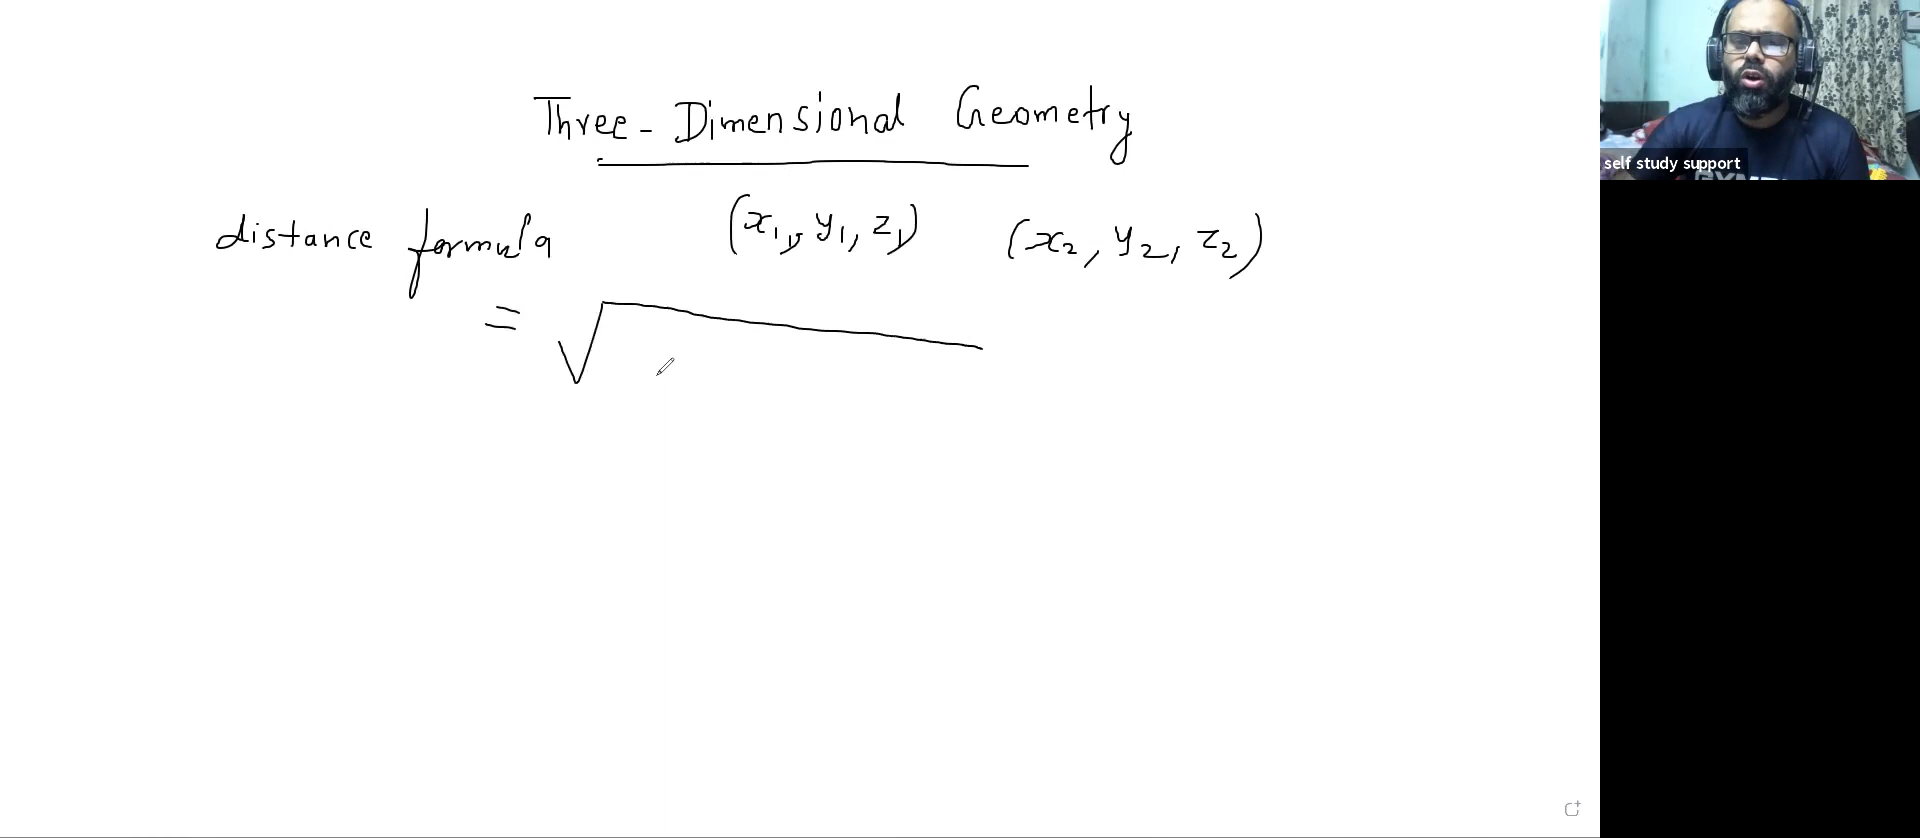 Three-Dimensional Geometry
distance formula (x₁, y₁, z₁) (x₂, y₂, z₂)
= √
self study support